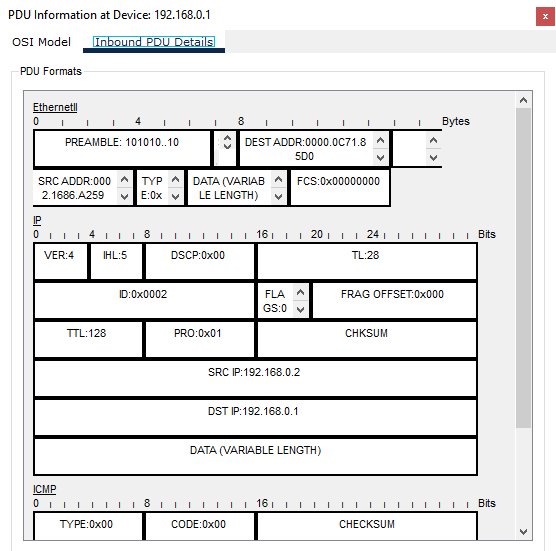 PDU Information at Device: 192.168.0.1
x
OSI Model Inbound PDU Details
PDU Formats
EthernetII
0 4 8 Bytes
PREAMBLE: 101010..10 DEST ADDR:0000.0C71.8
5D0
SRC ADDR:000 TYP DATA (VARIAB FCS:0x00000000
2.1686.A259 E:0x LE LENGTH)
IP
0 4 8 16 20 24 Bits
VER:4 IHL:5 DSCP:0x00 TL:28
ID:0x0002 FLA FRAG OFFSET:0x000
GS:0
TTL:128 PRO:0x01 CHKSUM
SRC IP:192.168.0.2
DST IP:192.168.0.1
DATA (VARIABLE LENGTH)
ICMP
0 8 16 Bits
TYPE:0x00 CODE:0x00 CHECKSUM